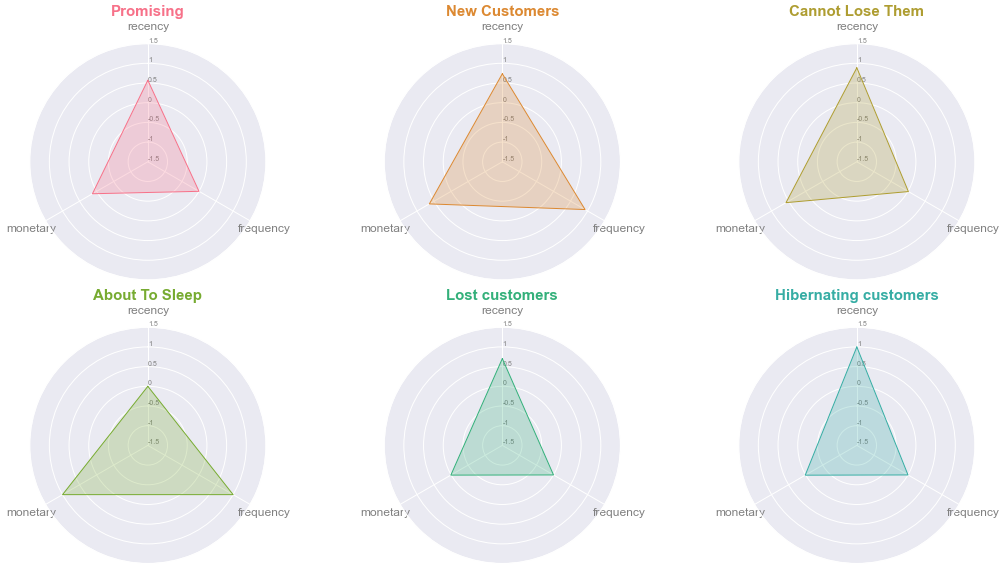 Promising
recency
1.5
1
0.5
0
-0.5
-1
-1.5
monetary
frequency
New Customers
recency
1.5
1
0.5
0
-0.5
-1
-1.5
monetary
frequency
Cannot Lose Them
recency
1.5
1
0.5
0
-0.5
-1
-1.5
monetary
frequency
About To Sleep
recency
1.5
1
0.5
0
-0.5
-1
-1.5
monetary
frequency
Lost customers
recency
1.5
1
0.5
0
-0.5
-1
-1.5
monetary
frequency
Hibernating customers
recency
1.5
1
0.5
0
-0.5
-1
-1.5
monetary
frequency